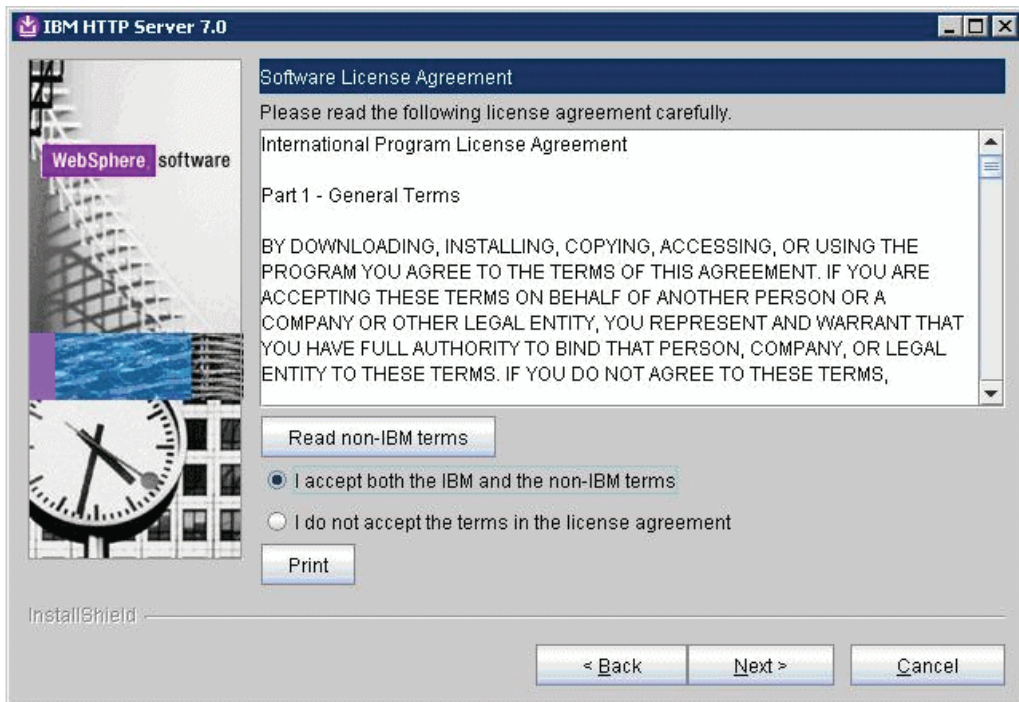 IBM HTTP Server 7.0
WebSphere software
Software License Agreement
Please read the following license agreement carefully.
International Program License Agreement
Part 1 - General Terms
BY DOWNLOADING, INSTALLING, COPYING, ACCESSING, OR USING THE
PROGRAM YOU AGREE TO THE TERMS OF THIS AGREEMENT. IF YOU ARE
ACCEPTING THESE TERMS ON BEHALF OF ANOTHER PERSON OR A
COMPANY OR OTHER LEGAL ENTITY, YOU REPRESENT AND WARRANT THAT
YOU HAVE FULL AUTHORITY TO BIND THAT PERSON, COMPANY, OR LEGAL
ENTITY TO THESE TERMS. IF YOU DO NOT AGREE TO THESE TERMS,
Read non-IBM terms
I accept both the IBM and the non-IBM terms
I do not accept the terms in the license agreement
Print
InstallShield
< Back
Next >
Cancel